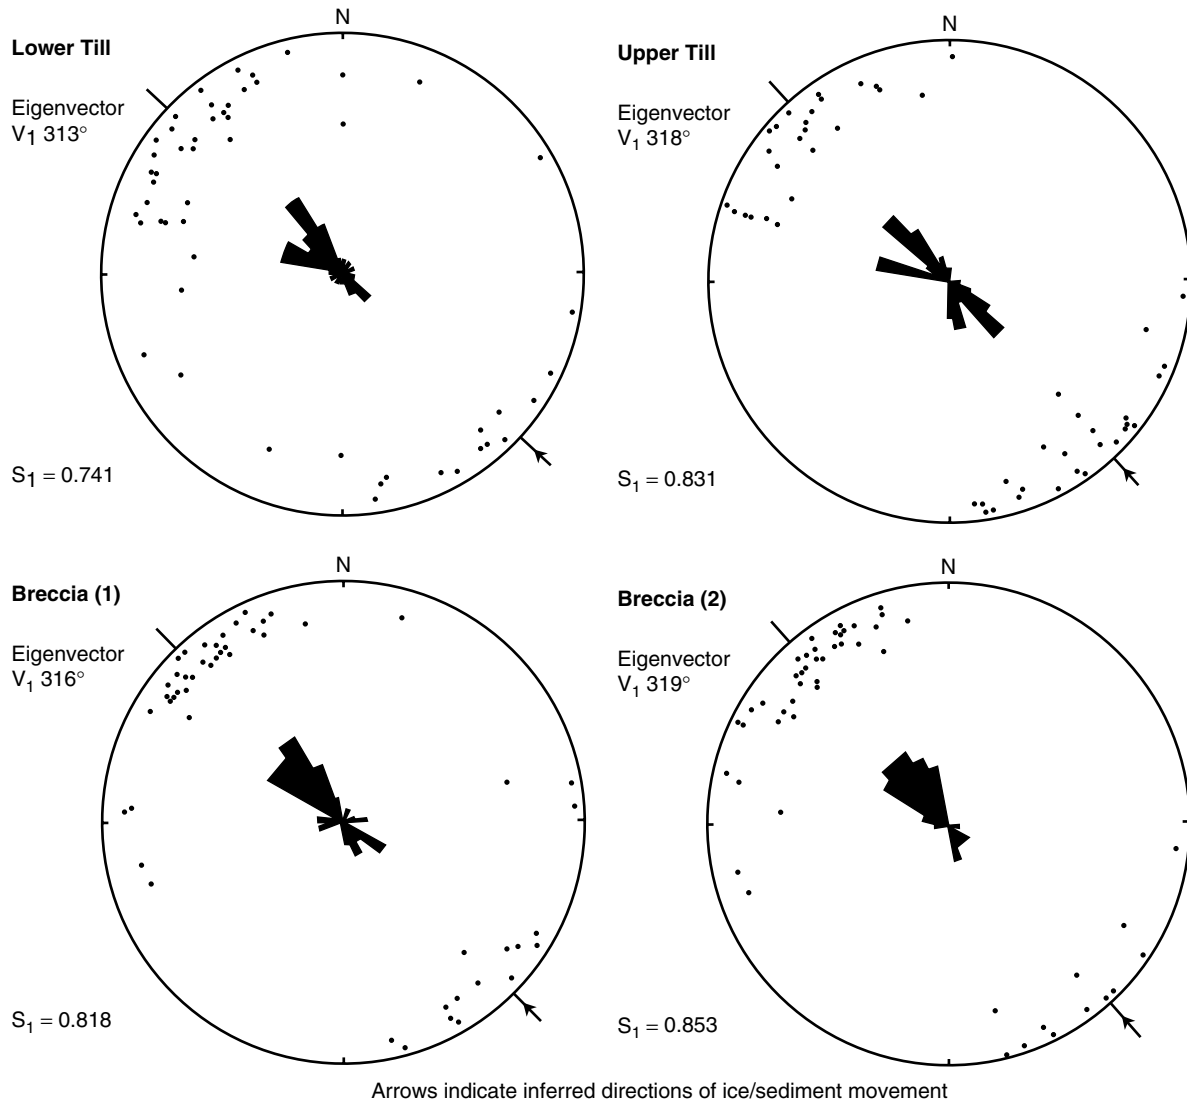 N
Lower Till
Eigenvector
V1 313°
S1 = 0.741
N
Upper Till
Eigenvector
V1 318°
S1 = 0.831
N
Breccia (1)
Eigenvector
V1 316°
S1 = 0.818
N
Breccia (2)
Eigenvector
V1 319°
S1 = 0.853
Arrows indicate inferred directions of ice/sediment movement